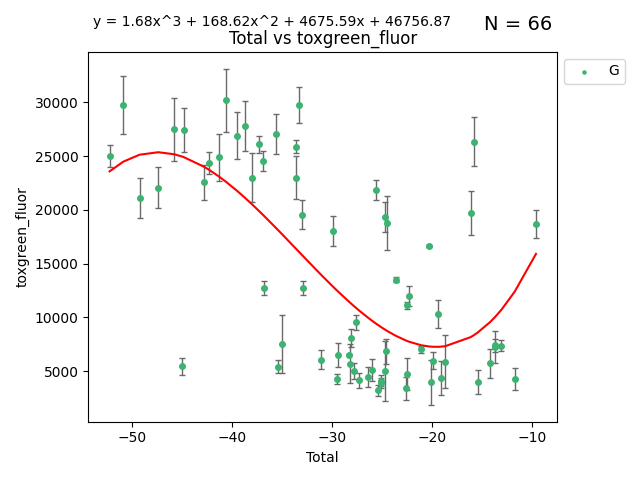 y = 1.68x^3 + 168.62x^2 + 4675.59x + 46756.87
N = 66
Total vs toxgreen_fluor
G
toxgreen_fluor
30000
25000
20000
15000
10000
5000
−50
−40
−30
−20
−10
Total